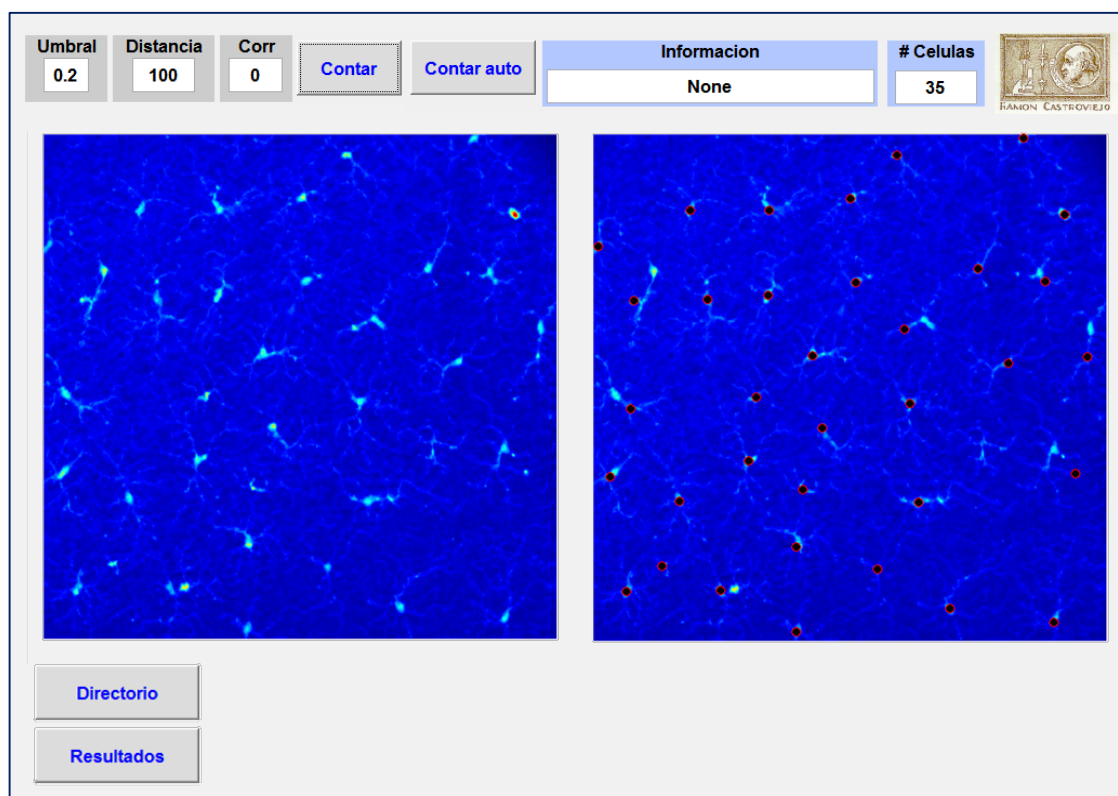 Umbral
0.2
Distancia
100
Corr
0
Contar
Contar auto
Informacion
None
# Celulas
35
RAMON CASTROVIEJO
Directorio
Resultados